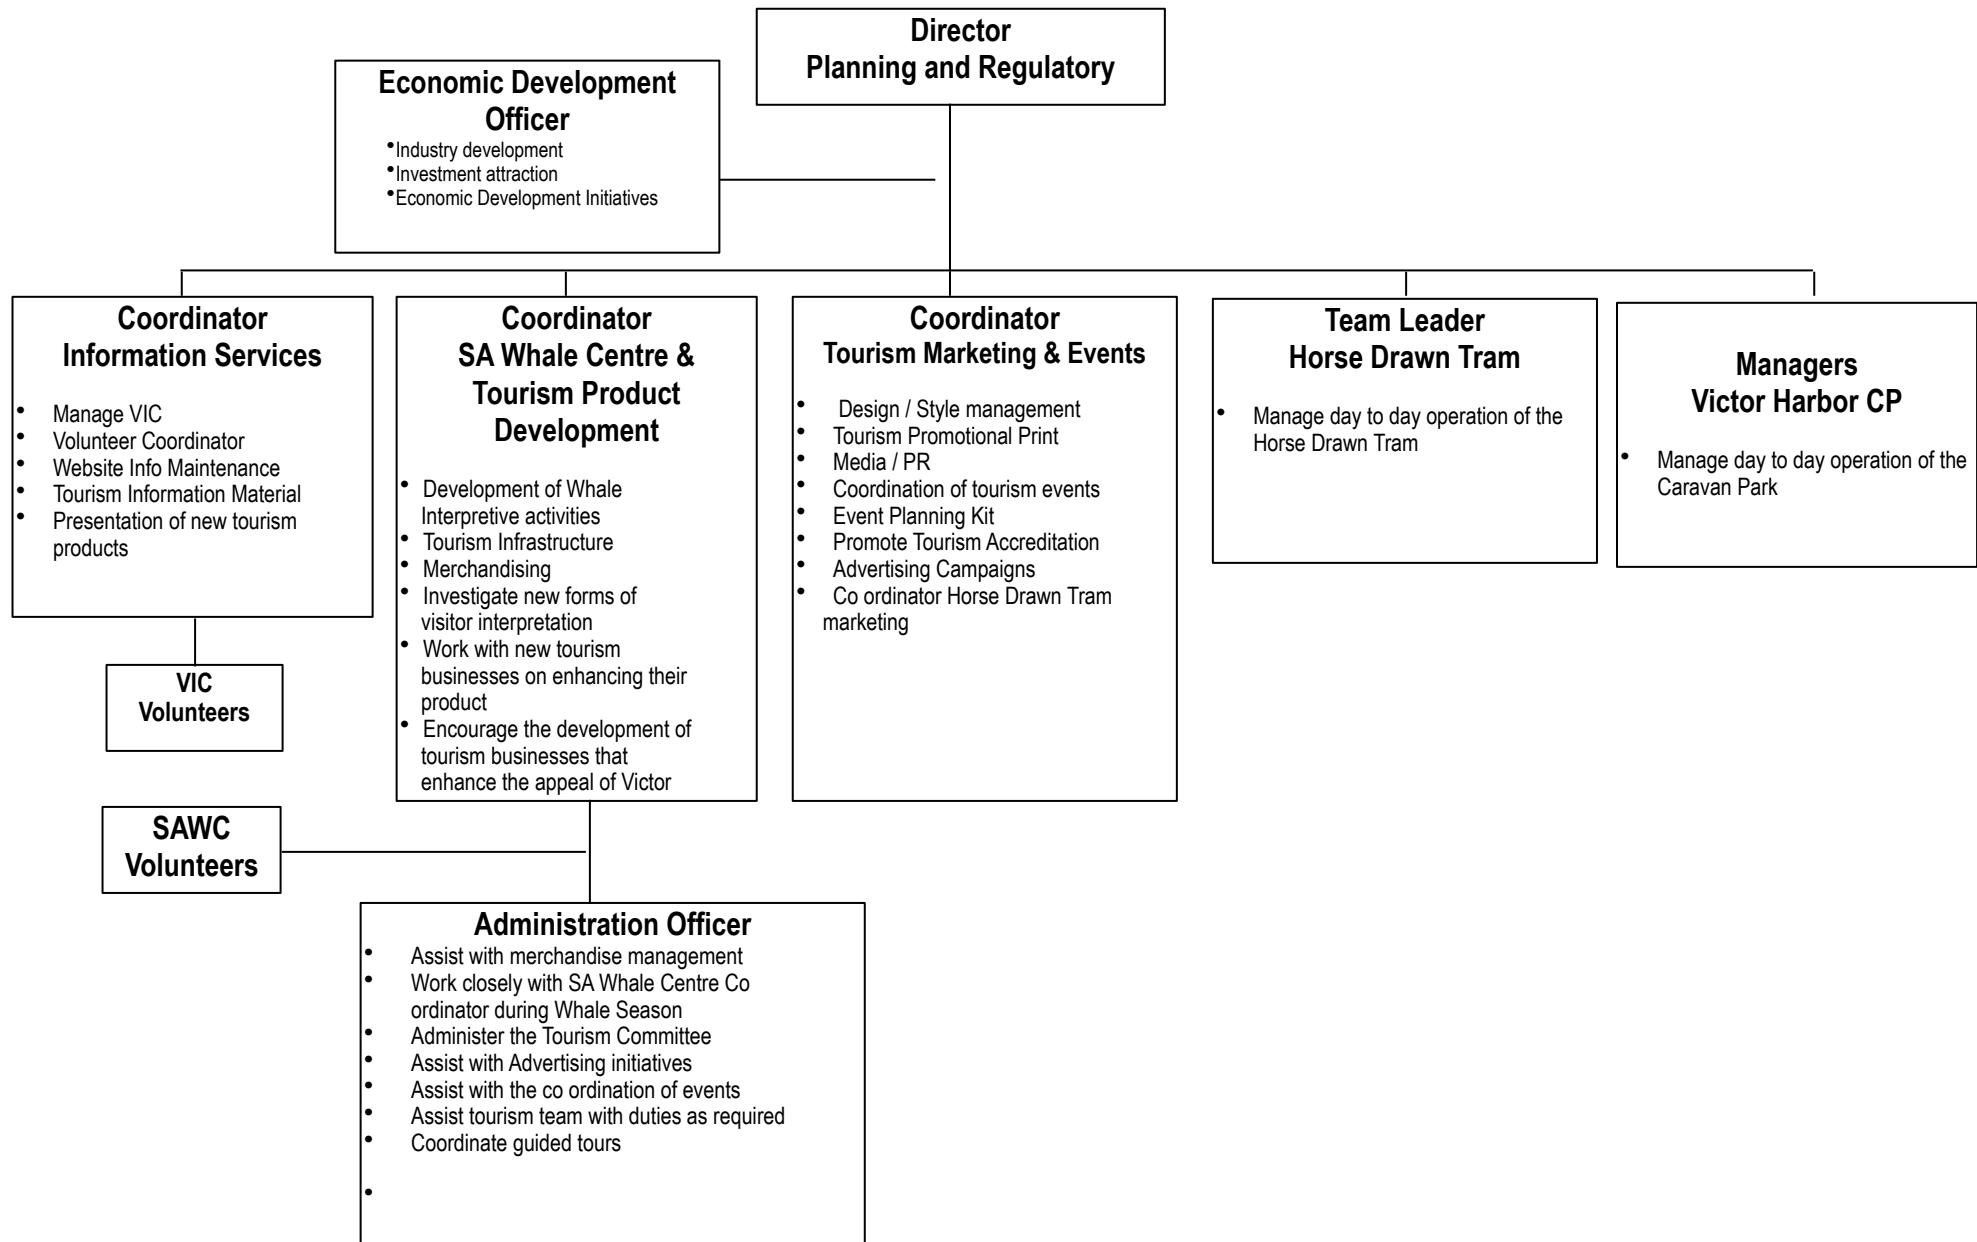 Director
Planning and Regulatory
Economic Development
Officer
•Industry development
•Investment attraction
•Economic Development Initiatives
Coordinator
Information Services
• Manage VIC
• Volunteer Coordinator
• Website Info Maintenance
• Tourism Information Material
• Presentation of new tourism
products
VIC
Volunteers
Coordinator
SA Whale Centre &
Tourism Product
Development
• Development of Whale
Interpretive activities
• Tourism Infrastructure
• Merchandising
• Investigate new forms of
visitor interpretation
• Work with new tourism
businesses on enhancing their
product
• Encourage the development of
tourism businesses that
enhance the appeal of Victor
Coordinator
Tourism Marketing & Events
• Design / Style management
• Tourism Promotional Print
• Media / PR
• Coordination of tourism events
• Event Planning Kit
• Promote Tourism Accreditation
• Advertising Campaigns
• Co ordinator Horse Drawn Tram
marketing
Team Leader
Horse Drawn Tram
• Manage day to day operation of the
Horse Drawn Tram
Managers
Victor Harbor CP
• Manage day to day operation of the
Caravan Park
SAWC
Volunteers
Administration Officer
• Assist with merchandise management
• Work closely with SA Whale Centre Co
ordinator during Whale Season
• Administer the Tourism Committee
• Assist with Advertising initiatives
• Assist with the co ordination of events
• Assist tourism team with duties as required
• Coordinate guided tours
•